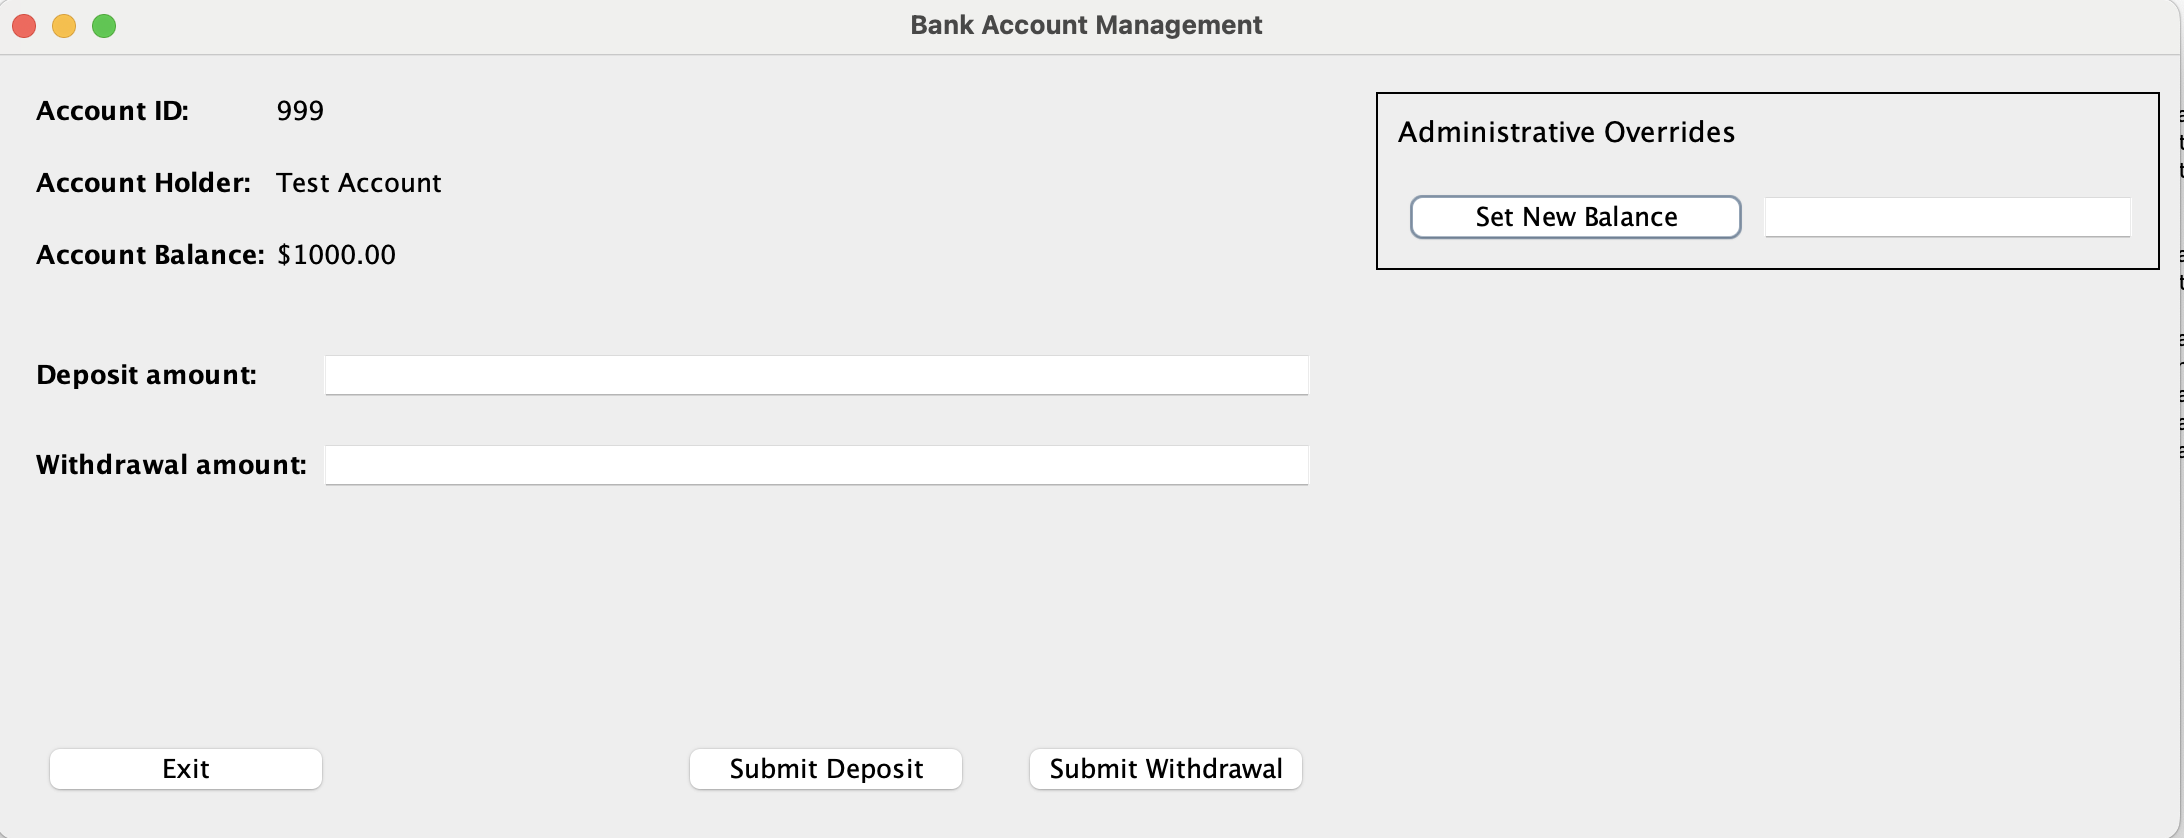 Bank Account Management
Account ID: 999
Account Holder: Test Account
Account Balance: $1000.00
Administrative Overrides
Set New Balance
Deposit amount:
Withdrawal amount:
Exit
Submit Deposit
Submit Withdrawal